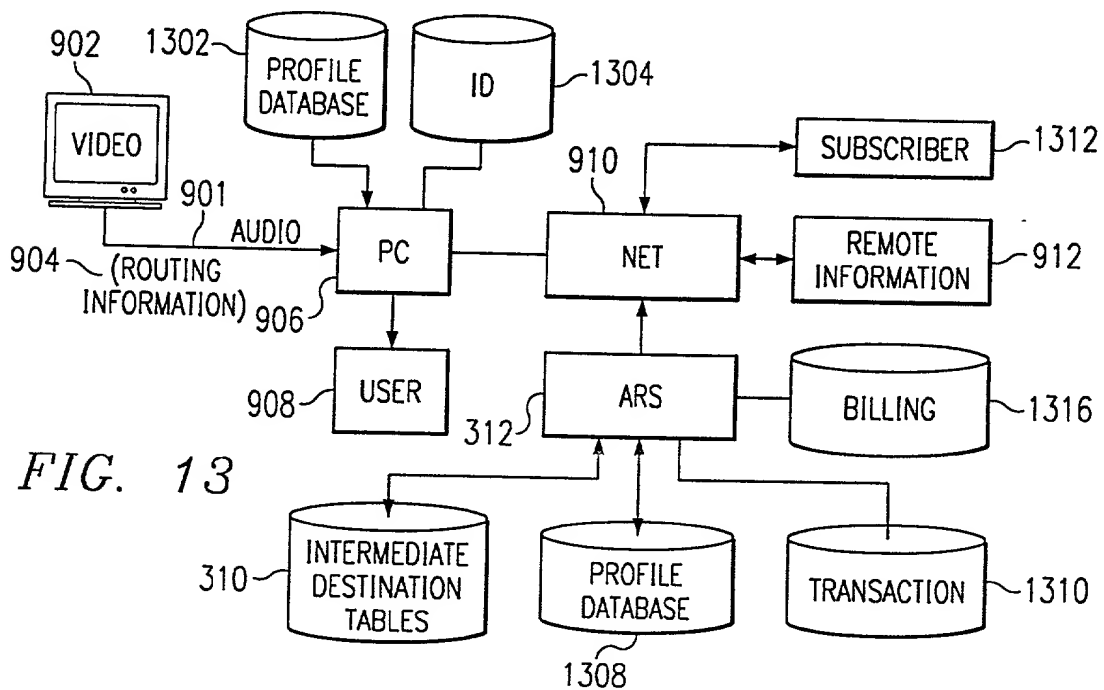 902
1302
PROFILE
DATABASE
ID
1304
VIDEO
901
AUDIO
904
(ROUTING
INFORMATION)
PC
906
910
NET
SUBSCRIBER
1312
REMOTE
INFORMATION
912
USER
908
ARS
312
BILLING
1316
FIG. 13
310
INTERMEDIATE
DESTINATION
TABLES
PROFILE
DATABASE
1308
TRANSACTION
1310